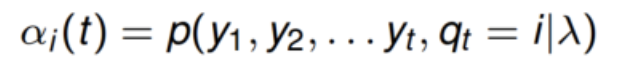 αᵢ(t) = p(y₁, y₂, … yₜ, qₜ = i|λ)